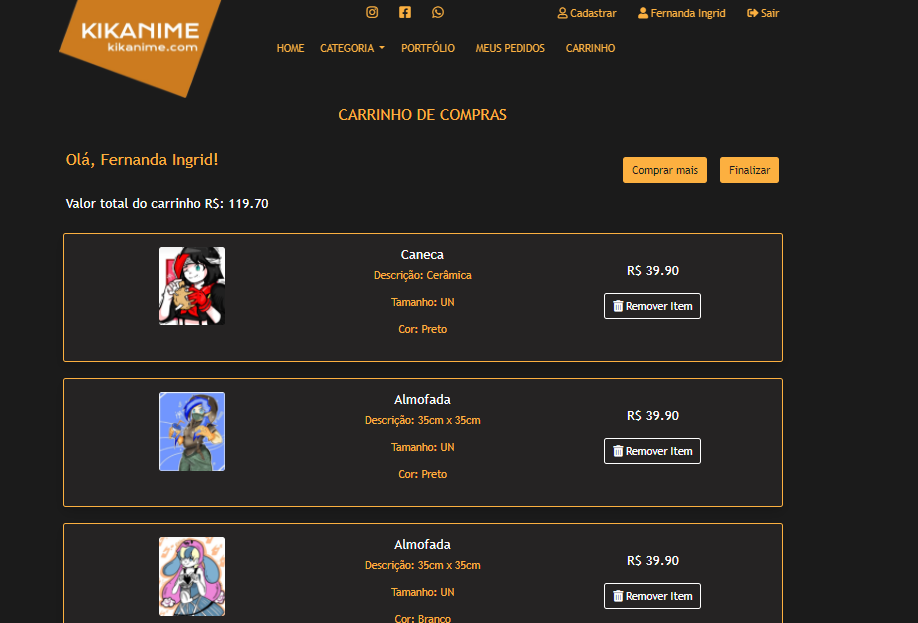 KIKANIME
kikanime.com
Cadastrar
Fernanda Ingrid
Sair
HOME
CATEGORIA
PORTFÓLIO
MEUS PEDIDOS
CARRINHO
CARRINHO DE COMPRAS
Olá, Fernanda Ingrid!
Comprar mais
Finalizar
Valor total do carrinho R$: 119.70
Caneca
Descrição: Cerâmica
Tamanho: UN
Cor: Preto
R$ 39.90
Remover Item
Almofada
Descrição: 35cm x 35cm
Tamanho: UN
Cor: Preto
R$ 39.90
Remover Item
Almofada
Descrição: 35cm x 35cm
Tamanho: UN
Cor: Branco
R$ 39.90
Remover Item